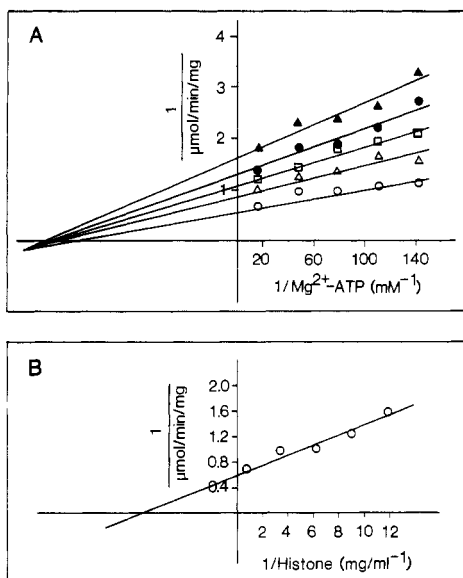 A
1
μmol/min/mg
4
3
2
1
20 60 100 140
1/Mg2+-ATP (mM−1)
B
1
μmol/min/mg
2.0
1.6
1.2
0.8
0.4
2 4 6 8 10 12
1/Histone (mg/ml−1)